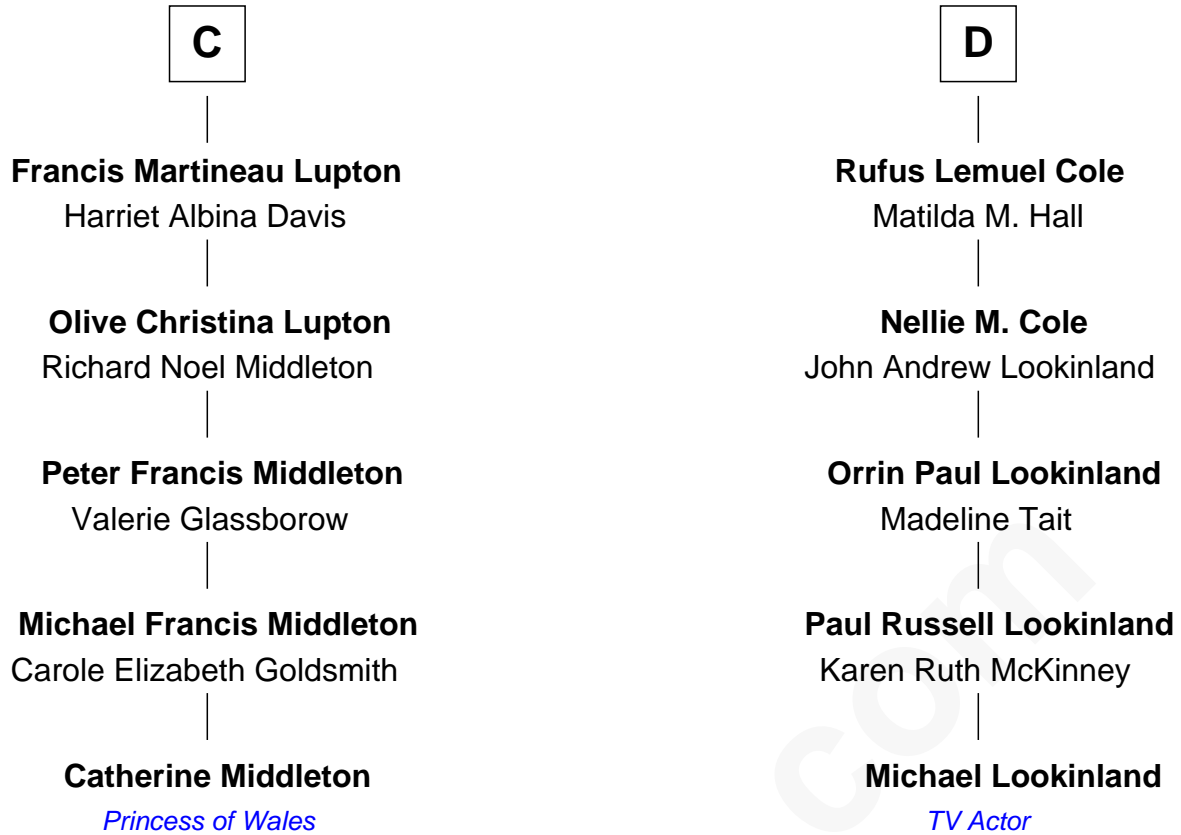 C
Francis Martineau Lupton
Harriet Albina Davis
Olive Christina Lupton
Richard Noel Middleton
Peter Francis Middleton
Valerie Glassborow
Michael Francis Middleton
Carole Elizabeth Goldsmith
Catherine Middleton
Princess of Wales
D
Rufus Lemuel Cole
Matilda M. Hall
Nellie M. Cole
John Andrew Lookinland
Orrin Paul Lookinland
Madeline Tait
Paul Russell Lookinland
Karen Ruth McKinney
Michael Lookinland
TV Actor
com